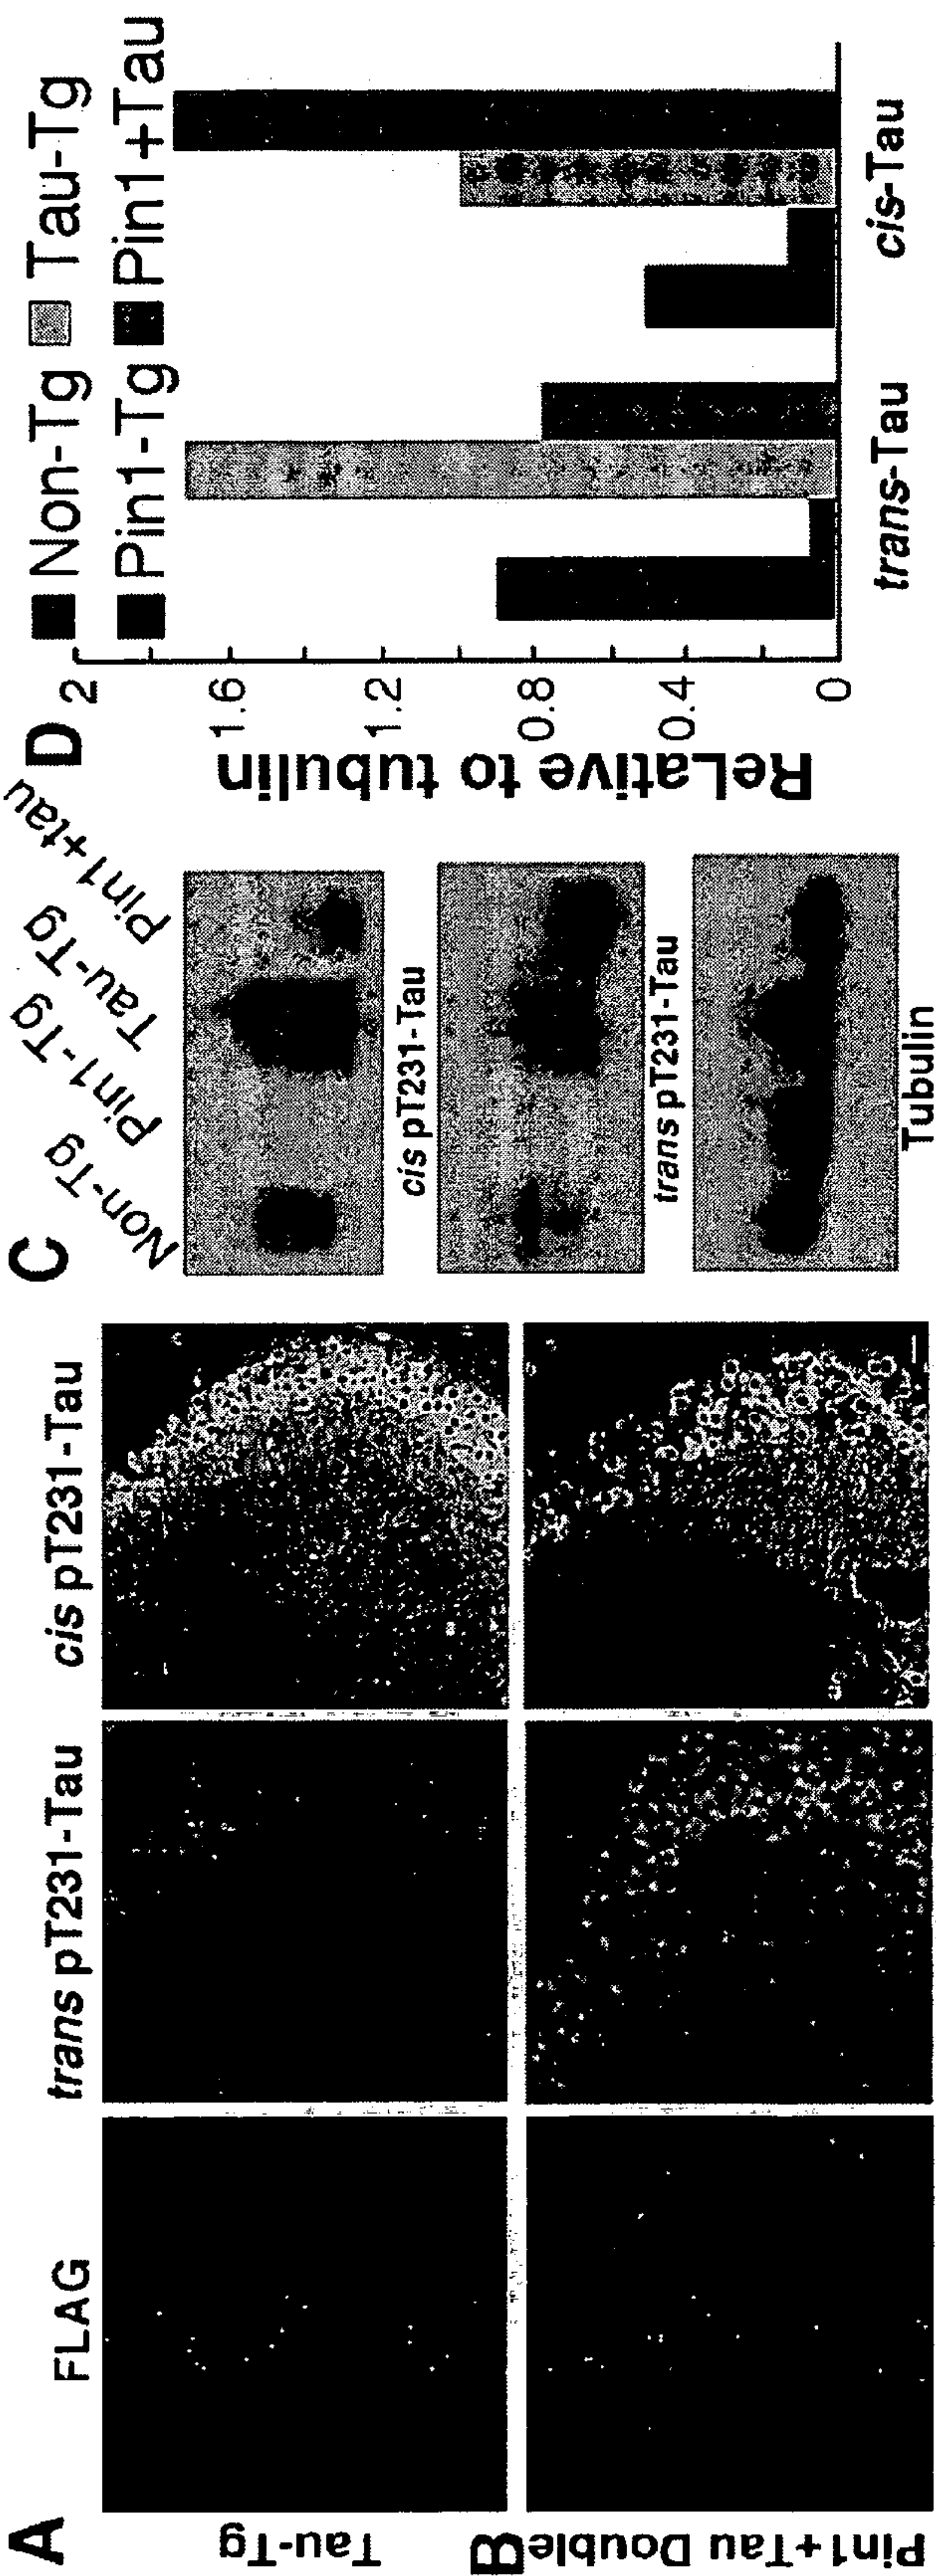 A
FLAG
trans pT231-Tau
cis pT231-Tau
Tau-Tg
B
Pin1+Tau Double
C
Non-Tg
Pin1-Tg
Tau-Tg
Pin1+tau
cis pT231-Tau
trans pT231-Tau
Tubulin
D
Non-Tg
Tau-Tg
Pin1-Tg
Pin1+Tau
ReLative to tubulin
2
1.6
1.2
0.8
0.4
0
trans-Tau
cis-Tau